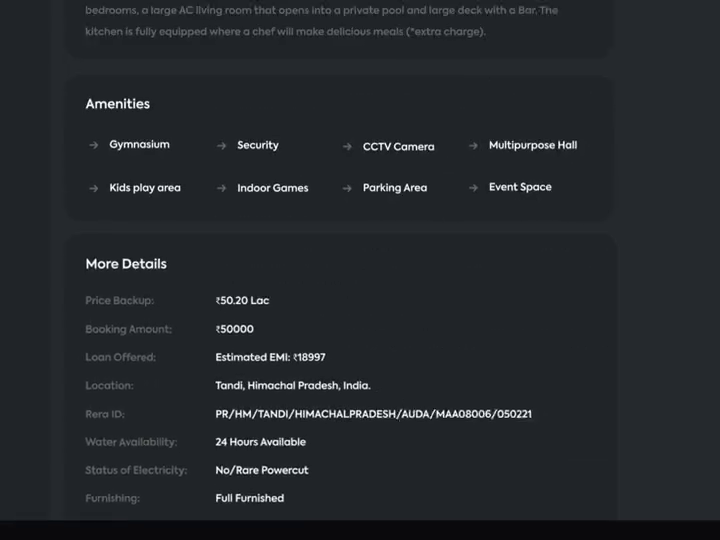 bedrooms, a large AC living room that opens into a private pool and large deck with a Bar. The
kitchen is fully equipped where a chef will make delicious meals (*extra charge).
Amenities
→ Gymnasium → Security → CCTV Camera → Multipurpose Hall
→ Kids play area → Indoor Games → Parking Area → Event Space
More Details
Price Backup: ₹50.20 Lac
Booking Amount: ₹50000
Loan Offered: Estimated EMI: ₹18997
Location: Tandi, Himachal Pradesh, India.
Rera ID: PR/HM/TANDI/HIMACHALPRADESH/AUDA/MAA08006/050221
Water Availability: 24 Hours Available
Status of Electricity: No/Rare Powercut
Furnishing: Full Furnished